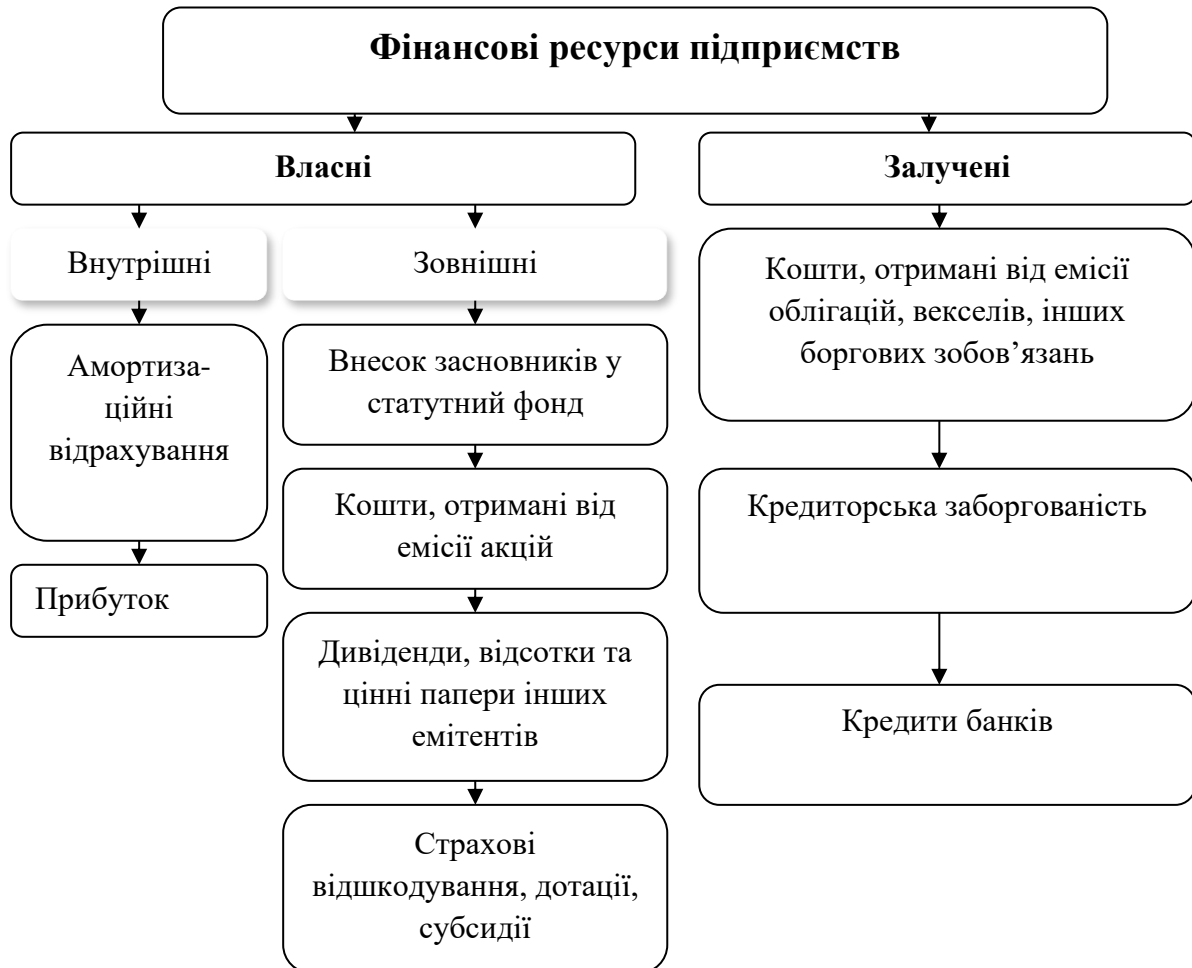 Фінансові ресурси підприємств
Власні
Залучені
Внутрішні
Зовнішні
Амортиза-
ційні
відрахування
Прибуток
Внесок засновників у
статутний фонд
Кошти, отримані від
емісії акцій
Дивіденди, відсотки та
цінні папери інших
емітентів
Страхові
відшкодування, дотації,
субсидії
Кошти, отримані від емісії
облігацій, векселів, інших
боргових зобов’язань
Кредиторська заборгованість
Кредити банків